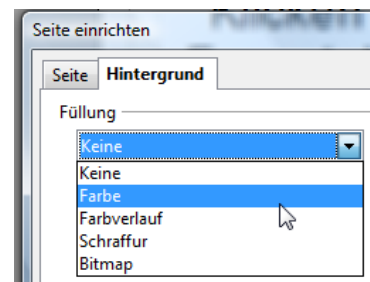 Seite einrichten
Seite Hintergrund
Füllung
Keine
Keine
Farbe
Farbverlauf
Schraffur
Bitmap